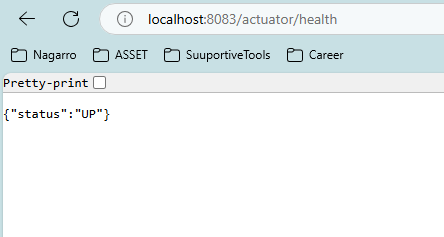 localhost:8083/actuator/health
Nagarro ASSET SuuportiveTools Career
Pretty-print
{"status":"UP"}